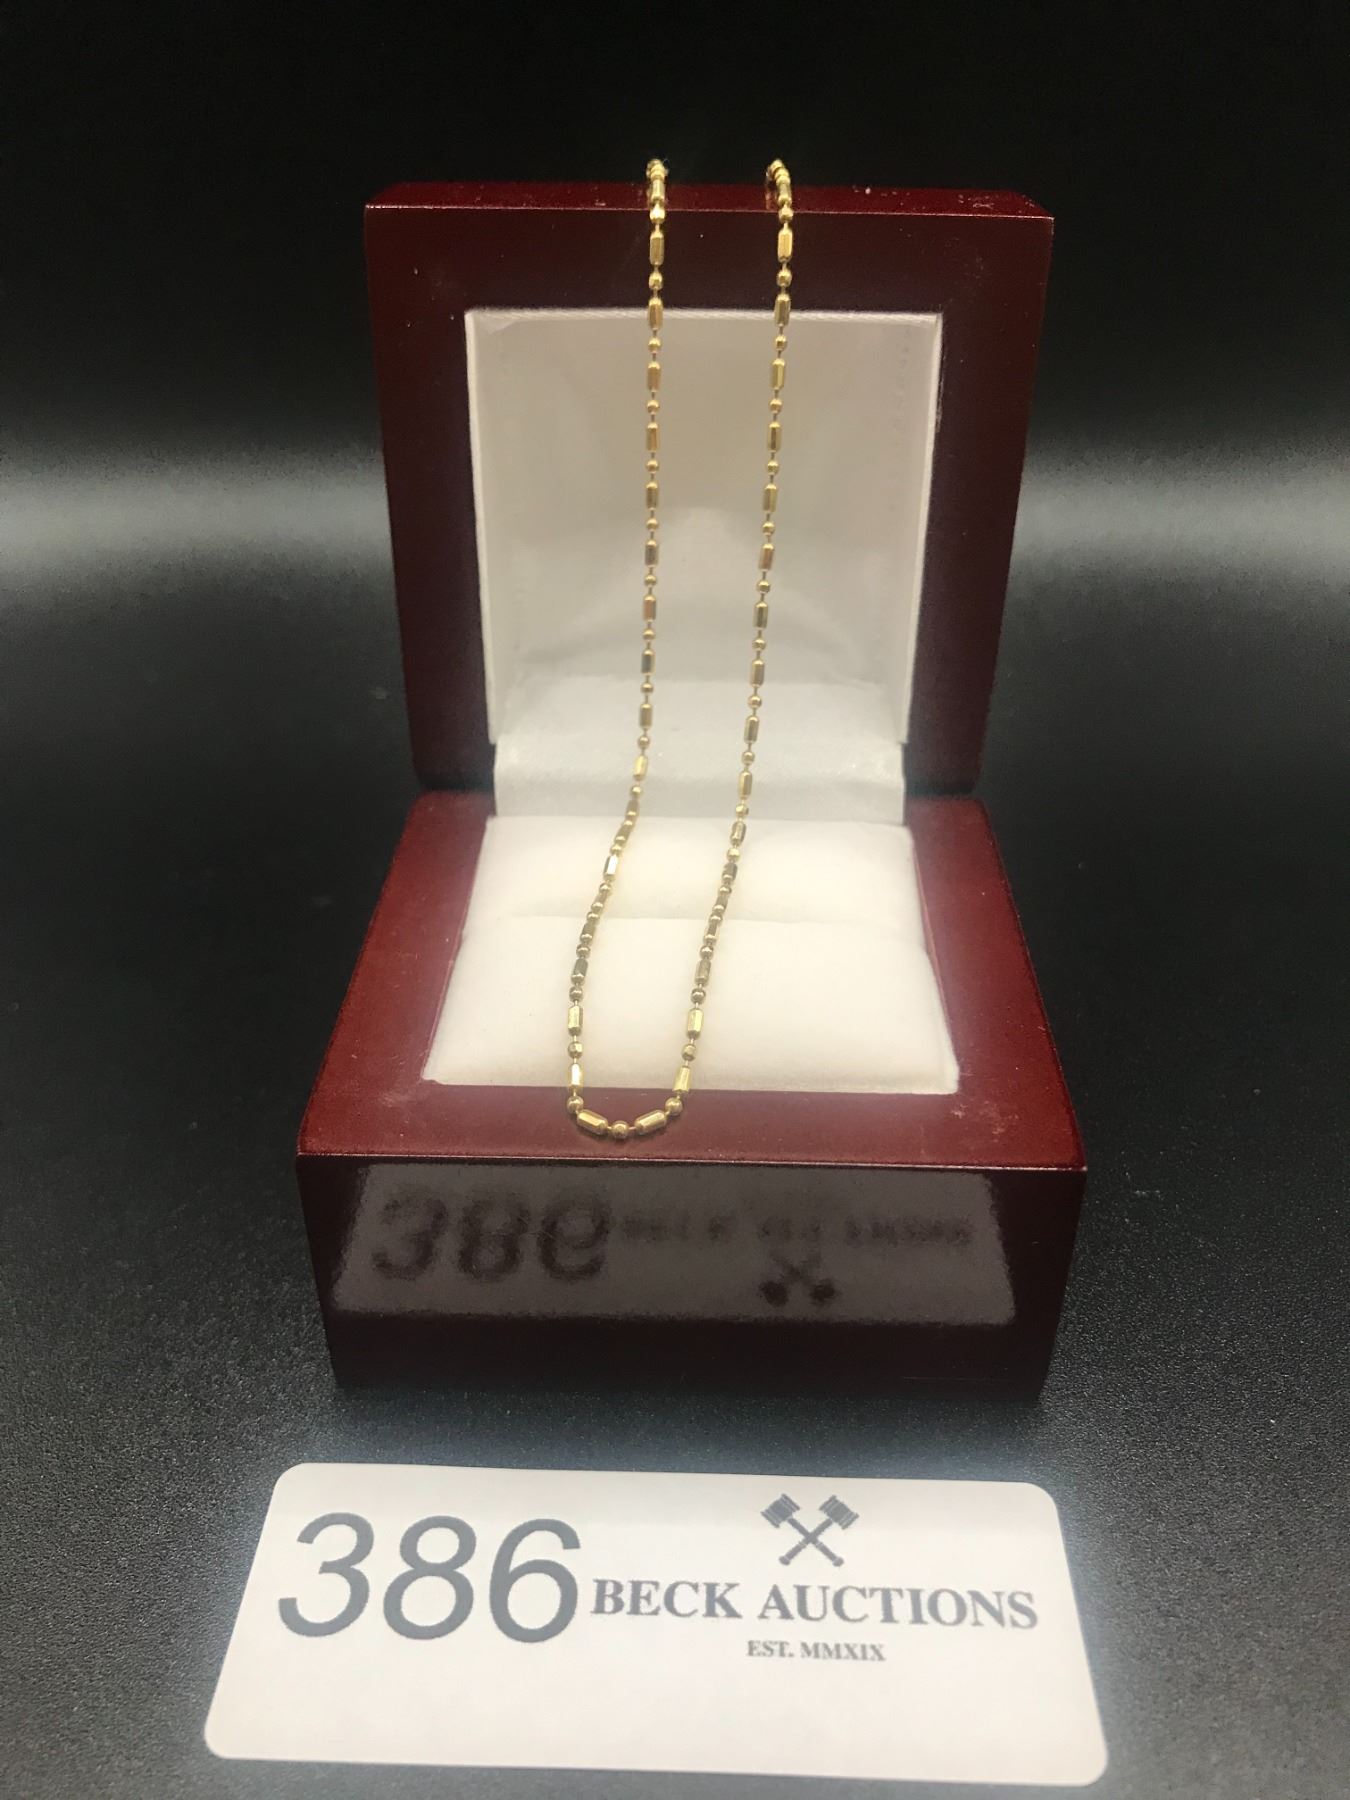 386
BECK AUCTIONS
EST. MMXIX